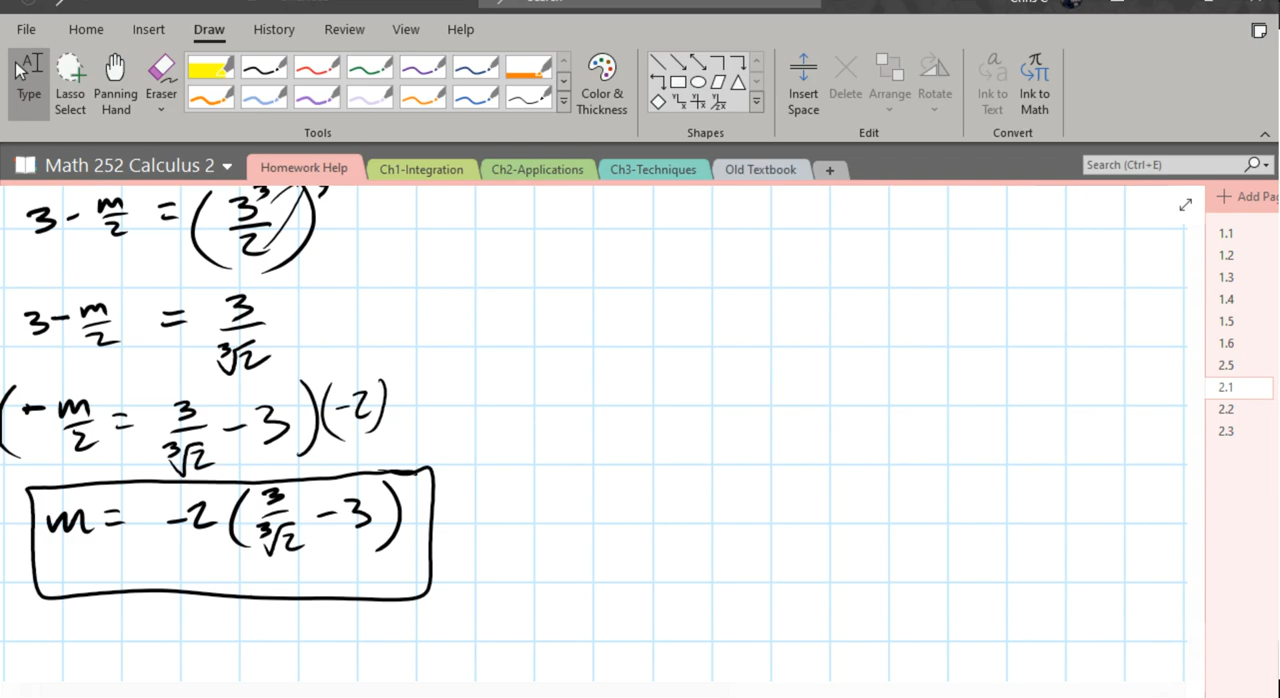 File Home Insert Draw History Review View Help
Type
Lasso Select
Panning Hand
Eraser
Color & Thickness
Insert Space
Delete
Arrange
Rotate
Ink to Text
Ink to Math
Tools
Shapes
Edit
Convert
Math 252 Calculus 2
Homework Help
Ch1-Integration
Ch2-Applications
Ch3-Techniques
Old Textbook
+
Search (Ctrl+E)
+ Add Pa
1.1
1.2
1.3
1.4
1.5
1.6
2.5
2.1
2.2
2.3
3 - m/2 = (3³/2)
3 - m/2 = 3/∛2
(- m/2 = 3/∛2 - 3)(-2)
m = -2(3/∛2 - 3)